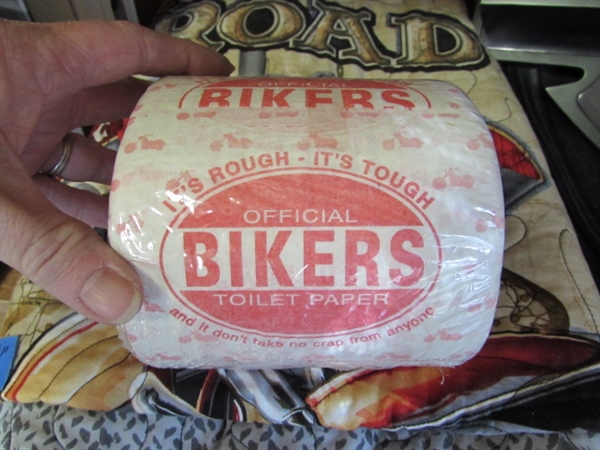 ROAD
OFFICIAL
BIKERS
IT'S ROUGH - IT'S TOUGH
OFFICIAL
BIKERS
TOILET PAPER
and it don't take no crap from anyone